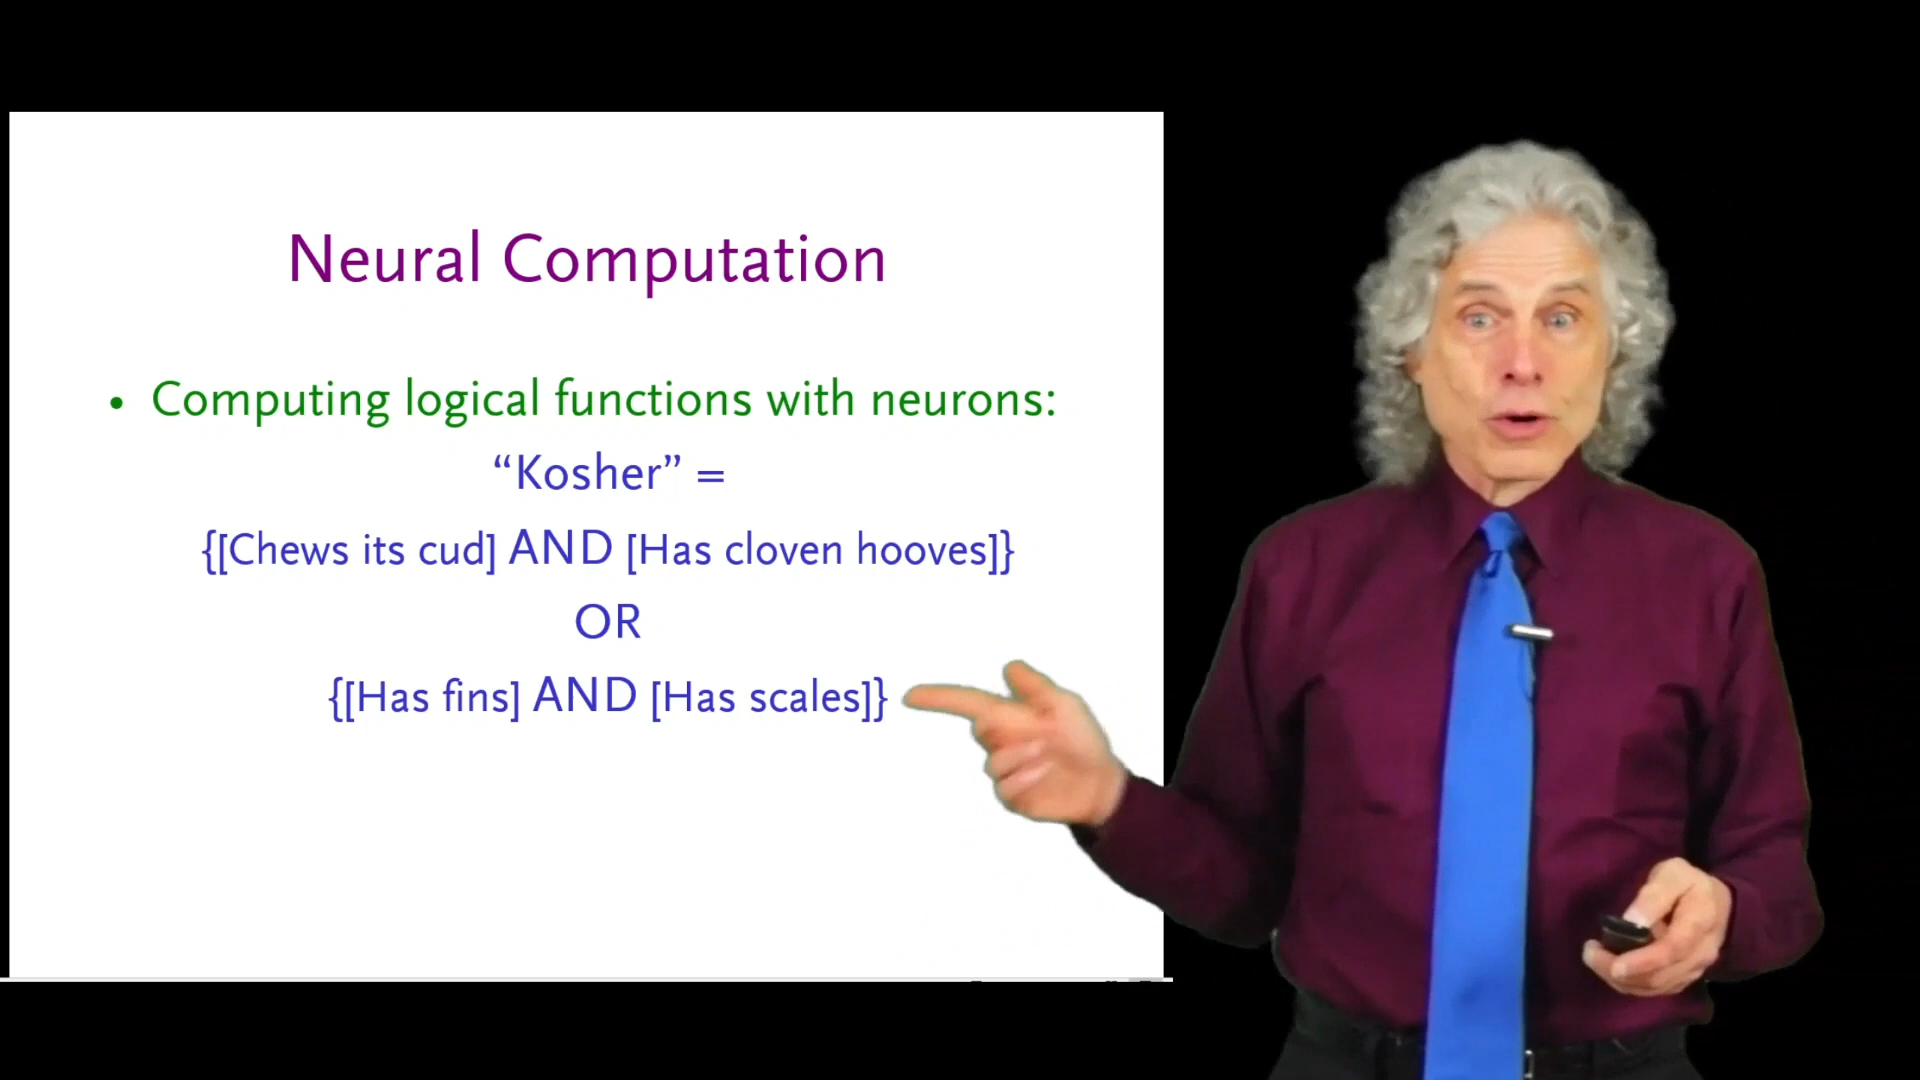 Neural Computation
• Computing logical functions with neurons:
“Kosher” =
{[Chews its cud] AND [Has cloven hooves]}
OR
{[Has fins] AND [Has scales]}